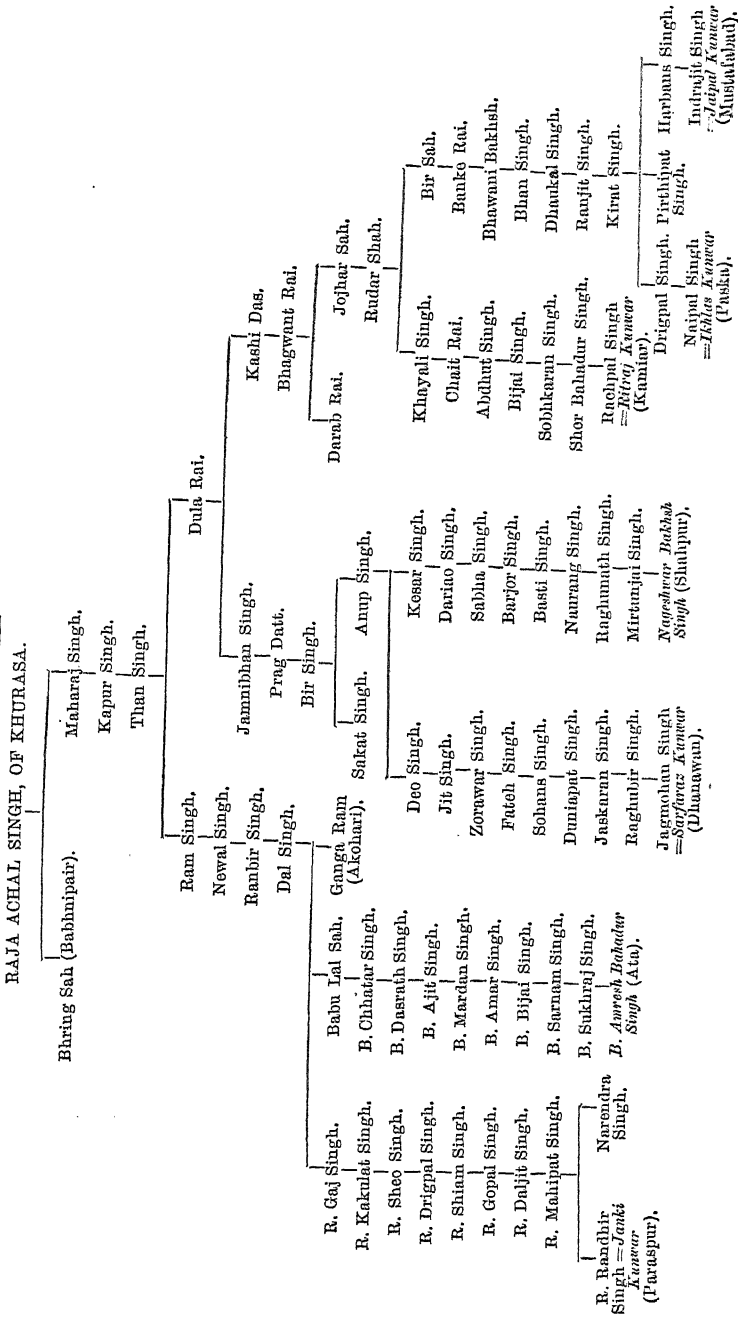 RAJA ACHAL SINGH, OF KHURASA.
Bhring Sah (Babhnipair).
Maharaj Singh.
Kapur Singh.
Than Singh.
Ram Singh.
Newal Singh.
Ranbir Singh.
Dal Singh.
Dula Rai.
R. Gaj Singh.
R. Kakulat Singh.
R. Sheo Singh.
R. Drigpal Singh.
R. Shiam Singh.
R. Gopal Singh.
R. Daljit Singh.
R. Mahipat Singh.
R. Randhir
Singh = Janki
Kunwar
(Paraspur).
Narendra
Singh.
Babu Lal Sah.
B. Chhatar Singh.
B. Dasrath Singh.
B. Ajit Singh.
B. Mardan Singh.
B. Amar Singh.
B. Bijai Singh.
B. Sarnam Singh.
B. Sukhraj Singh.
B. Amresh Bahadur
Singh (Ata).
Ganga Ram
(Akohari).
Jamnibhan Singh.
Prag Datt.
Bir Singh.
Sakat Singh.
Anup Singh.
Deo Singh.
Jit Singh.
Zorawar Singh.
Fateh Singh.
Sohans Singh.
Duniapat Singh.
Jaskaran Singh.
Raghubir Singh.
Jagmohan Singh
=Sarfaraz Kunwar
(Dhanawan).
Kesar Singh.
Dariao Singh.
Sabha Singh.
Barjor Singh.
Basti Singh.
Naurang Singh.
Raghunath Singh.
Mirtunjai Singh.
Nageshwar Bakhsh
Singh (Shahpur).
Kashi Das.
Bhagwant Rai.
Darab Rai.
Jojhar Sah.
Rudar Shah.
Khayali Singh.
Chait Rai.
Abdhut Singh.
Bijai Singh.
Sobhkaran Singh.
Sher Bahadur Singh.
Rachpal Singh
=Ritraj Kunwar
(Kamiar).
Bir Sah.
Banke Rai.
Bhawani Bakhsh.
Bhan Singh.
Dhaukal Singh.
Ranjit Singh.
Kirat Singh.
Drigpal Singh.
Naipal Singh
=Ikhlas Kunwar
(Paska).
Pirthipat
Singh.
Harbans Singh.
Indrajit Singh
=Jaipal Kunwar
(Mustafabad).